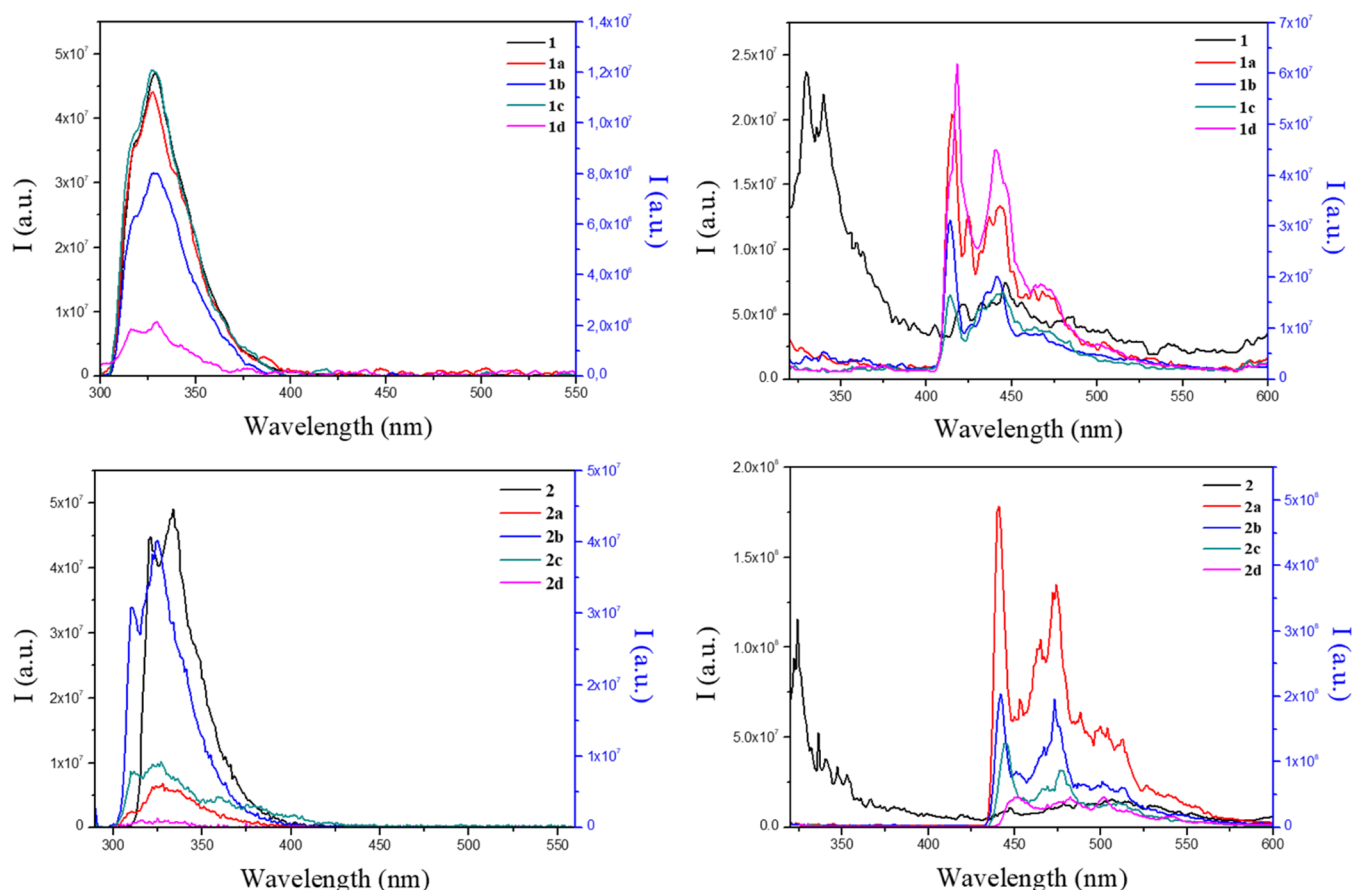 1
1a
1b
1c
1d
5x10⁷
4x10⁷
3x10⁷
2x10⁷
1x10⁷
0
I (a.u.)
1,4x10⁷
1,2x10⁷
1,0x10⁷
8,0x10⁶
6,0x10⁶
4,0x10⁶
2,0x10⁶
0,0
I (a.u.)
300 350 400 450 500 550
Wavelength (nm)
1
1a
1b
1c
1d
2.5x10⁷
2.0x10⁷
1.5x10⁷
1.0x10⁷
5.0x10⁶
0.0
I (a.u.)
7x10⁷
6x10⁷
5x10⁷
4x10⁷
3x10⁷
2x10⁷
1x10⁷
0
I (a.u.)
350 400 450 500 550 600
Wavelength (nm)
2
2a
2b
2c
2d
5x10⁷
4x10⁷
3x10⁷
2x10⁷
1x10⁷
0
I (a.u.)
5x10⁷
4x10⁷
3x10⁷
2x10⁷
1x10⁷
0
I (a.u.)
300 350 400 450 500 550
Wavelength (nm)
2
2a
2b
2c
2d
2.0x10⁸
1.5x10⁸
1.0x10⁸
5.0x10⁷
0.0
I (a.u.)
5x10⁸
4x10⁸
3x10⁸
2x10⁸
1x10⁸
0
I (a.u.)
350 400 450 500 550 600
Wavelength (nm)